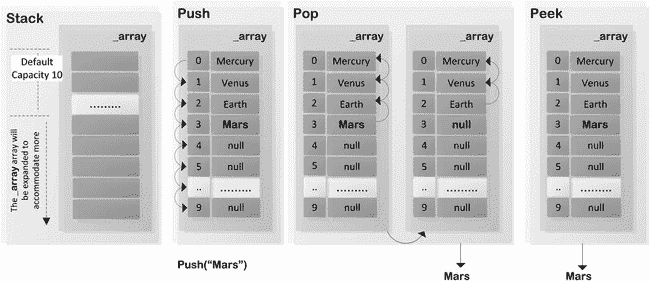 Stack
_array
Default
Capacity 10
.........
The _array array will
be expanded to
accommodate more
Push
_array
0 Mercury
1 Venus
2 Earth
3 Mars
4 null
5 null
.. .........
9 null
Push("Mars")
Pop
_array
0 Mercury
1 Venus
2 Earth
3 Mars
4 null
5 null
.. .........
9 null
_array
0 Mercury
1 Venus
2 Earth
3 null
4 null
5 null
.. .........
9 null
Mars
Peek
_array
0 Mercury
1 Venus
2 Earth
3 Mars
4 null
5 null
.. .........
9 null
Mars